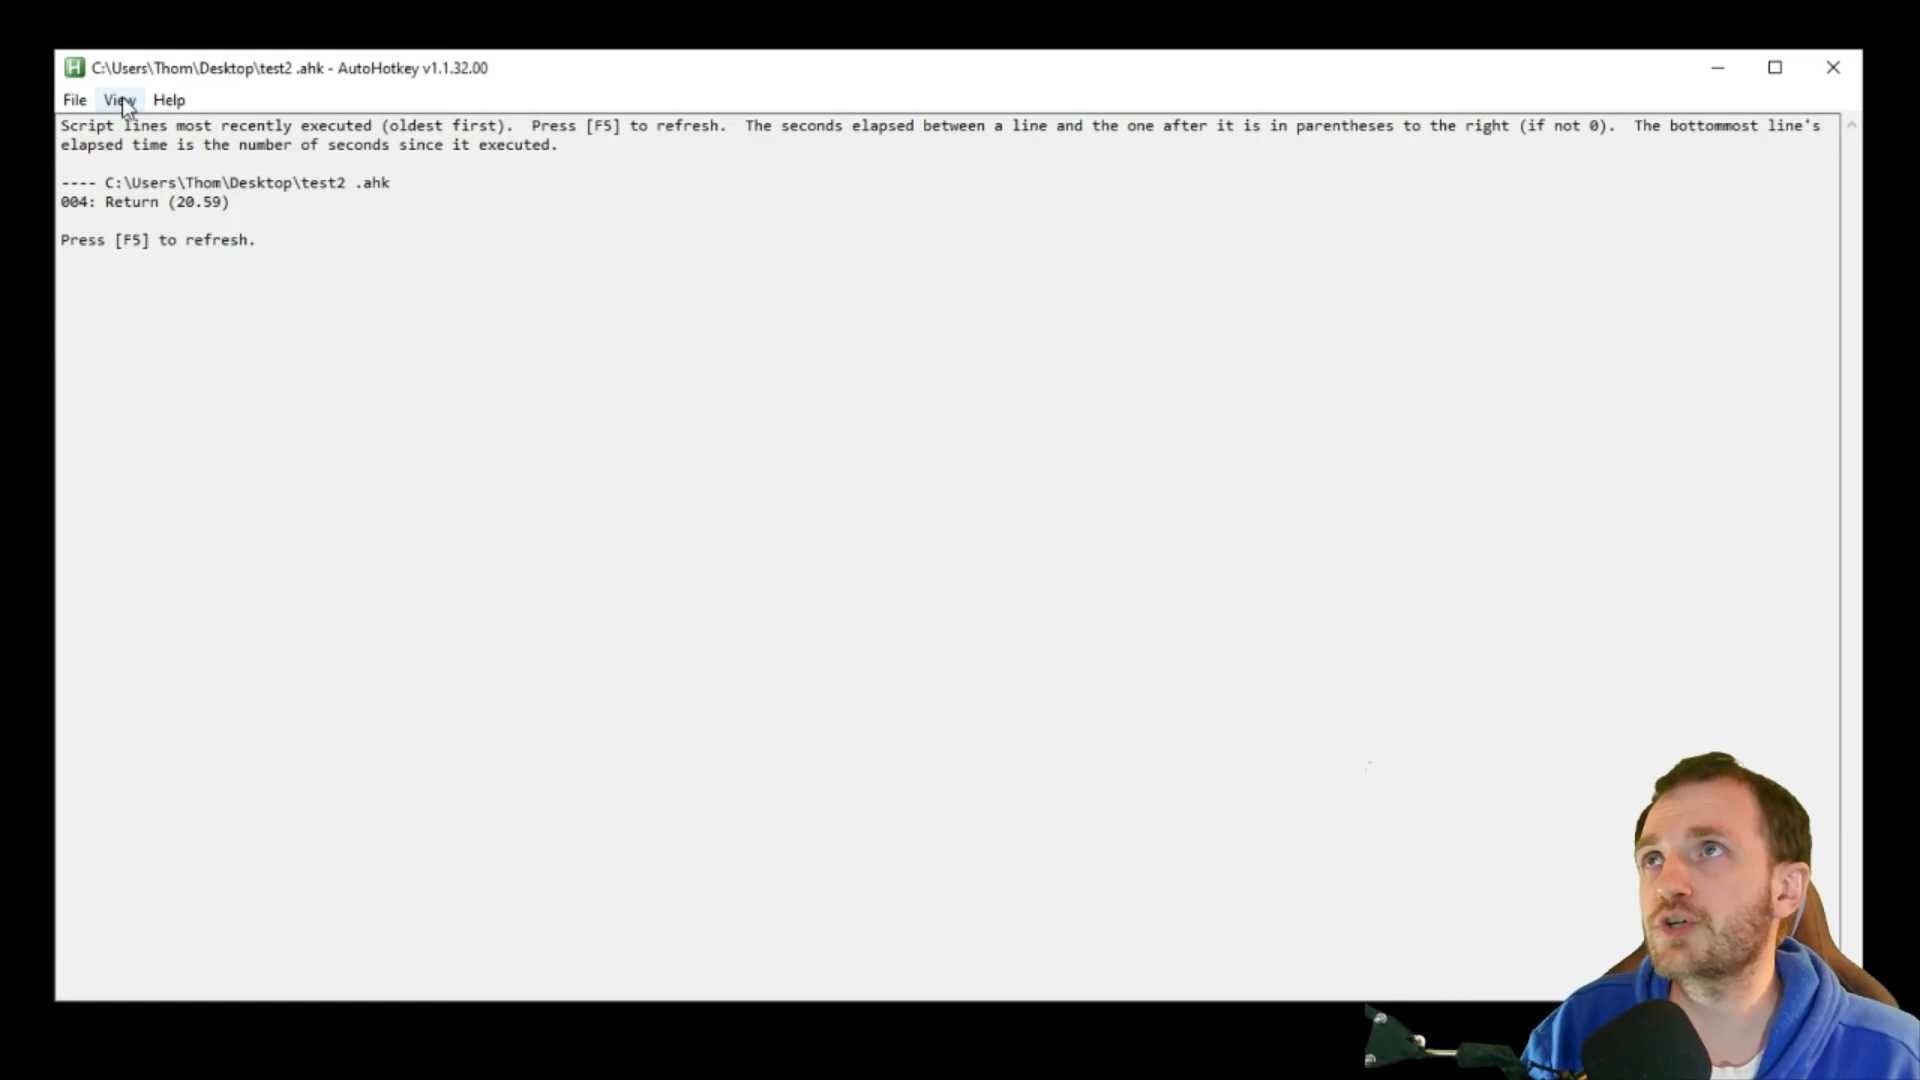 C:\Users\Thom\Desktop\test2 .ahk - AutoHotkey v1.1.32.00
File View Help
Script lines most recently executed (oldest first).  Press [F5] to refresh.  The seconds elapsed between a line and the one after it is in parentheses to the right (if not 0).  The bottommost line's
elapsed time is the number of seconds since it executed.
---- C:\Users\Thom\Desktop\test2 .ahk
004: Return (20.59)
Press [F5] to refresh.